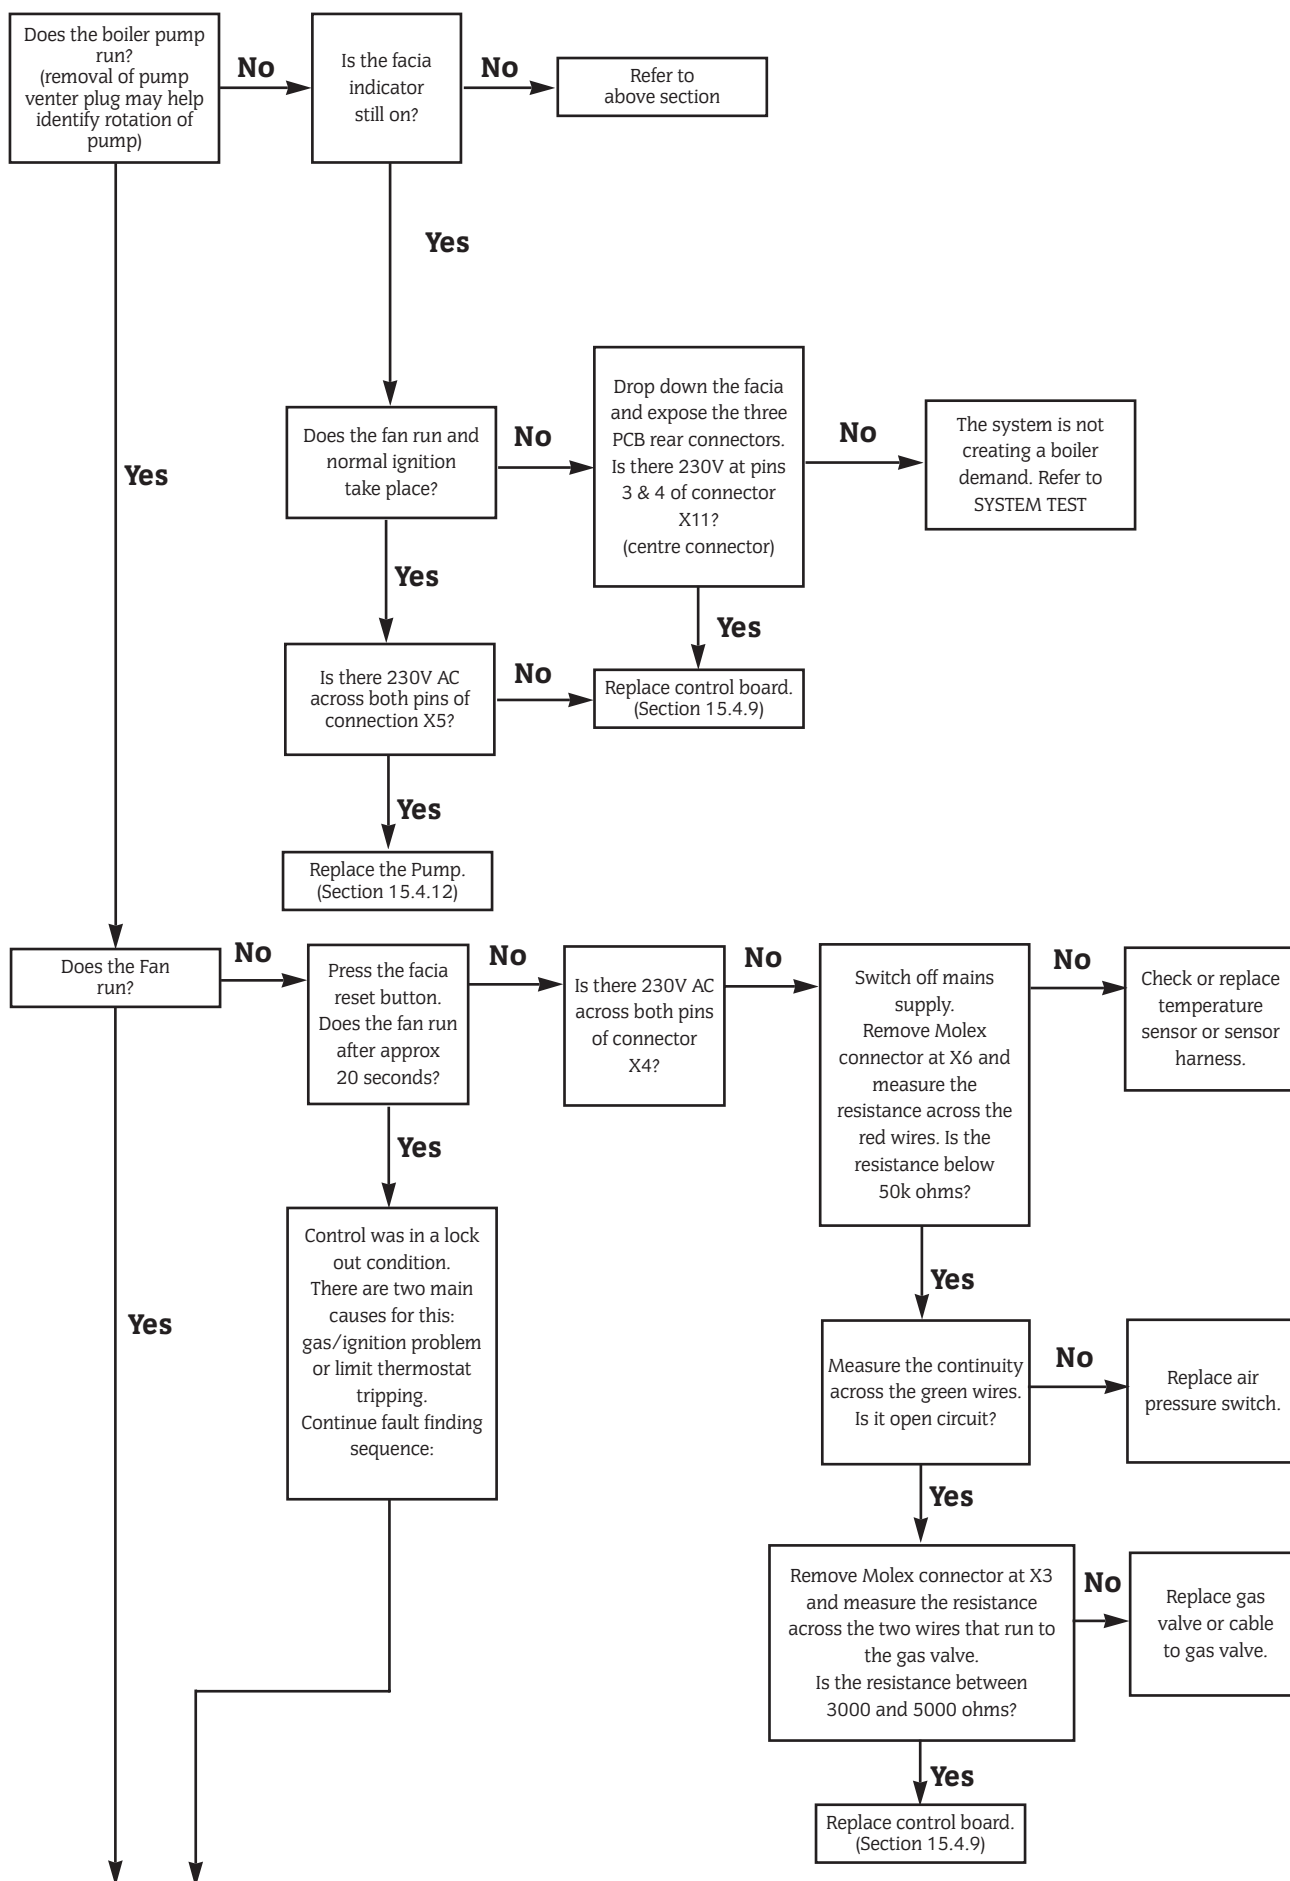 Does the boiler pump
run?
(removal of pump
venter plug may help
identify rotation of
pump)
No
Is the facia
indicator
still on?
No
Refer to
above section
Yes
Yes
Does the fan run and
normal ignition
take place?
No
Drop down the facia
and expose the three
PCB rear connectors.
Is there 230V at pins
3 & 4 of connector
X11?
(centre connector)
No
The system is not
creating a boiler
demand. Refer to
SYSTEM TEST
Yes
Yes
Is there 230V AC
across both pins of
connection X5?
No
Replace control board.
(Section 15.4.9)
Yes
Replace the Pump.
(Section 15.4.12)
Does the Fan
run?
No
Press the facia
reset button.
Does the fan run
after approx
20 seconds?
No
Is there 230V AC
across both pins
of connector
X4?
No
Switch off mains
supply.
Remove Molex
connector at X6 and
measure the
resistance across the
red wires. Is the
resistance below
50k ohms?
No
Check or replace
temperature
sensor or sensor
harness.
Yes
Yes
Control was in a lock
out condition.
There are two main
causes for this:
gas/ignition problem
or limit thermostat
tripping.
Continue fault finding
sequence:
Yes
Measure the continuity
across the green wires.
Is it open circuit?
No
Replace air
pressure switch.
Yes
Remove Molex connector at X3
and measure the resistance
across the two wires that run to
the gas valve.
Is the resistance between
3000 and 5000 ohms?
No
Replace gas
valve or cable
to gas valve.
Yes
Replace control board.
(Section 15.4.9)